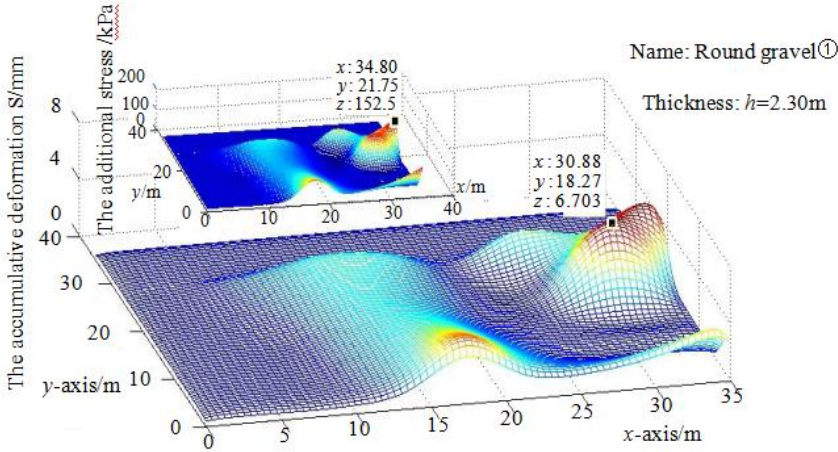 The accumulative deformation S/mm
8
4
0
40
30
20
10
0
y-axis/m
0
5
10
15
20
25
30
35
x-axis/m
The additional stress /kPa
200
100
0
40
20
0
y/m
0
10
20
30
40
x/m
x: 34.80
y: 21.75
z: 152.5
x: 30.88
y: 18.27
z: 6.703
Name: Round gravel①
Thickness: h=2.30m